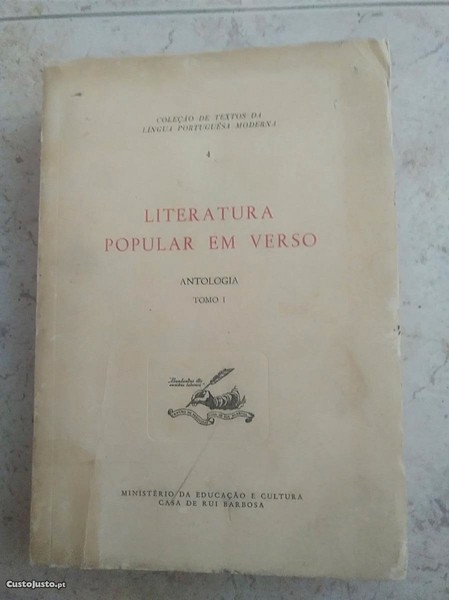 COLEÇÃO DE TEXTOS DA
LÍNGUA PORTUGUÊSA MODERNA
4
LITERATURA
POPULAR EM VERSO
ANTOLOGIA
TOMO I
MINISTÉRIO DA EDUCAÇÃO E CULTURA
CASA DE RUI BARBOSA
CustoJusto.pt